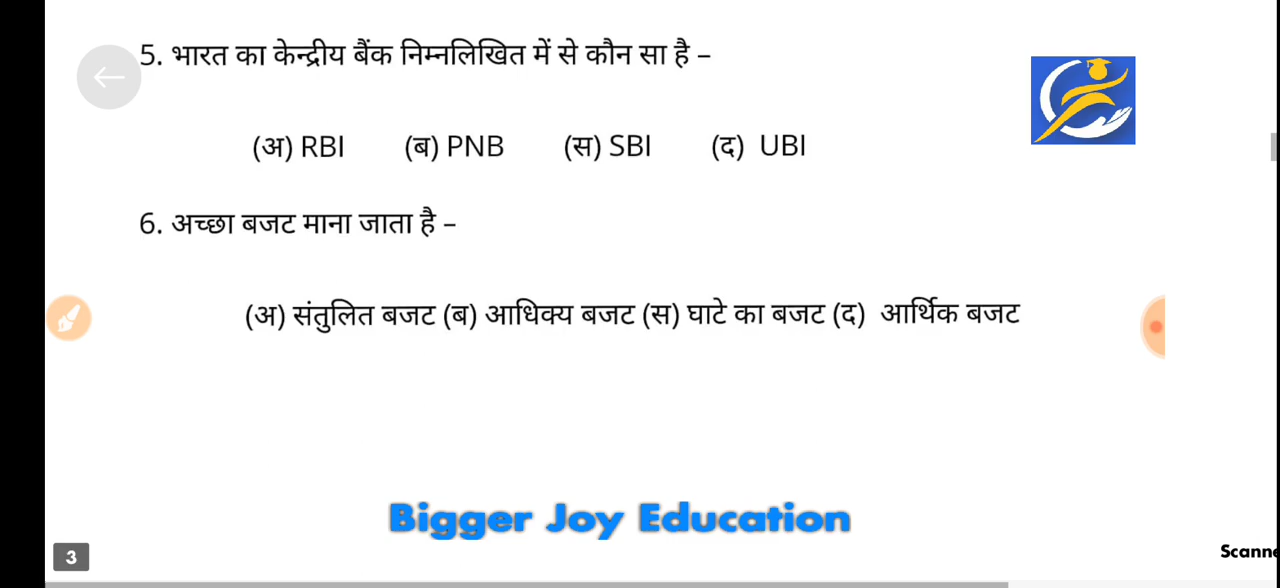 5. भारत का केन्द्रीय बैंक निम्नलिखित में से कौन सा है –
(अ) RBI (ब) PNB (स) SBI (द) UBI
6. अच्छा बजट माना जाता है –
(अ) संतुलित बजट (ब) आधिक्य बजट (स) घाटे का बजट (द) आर्थिक बजट
Bigger Joy Education
3
Scanne